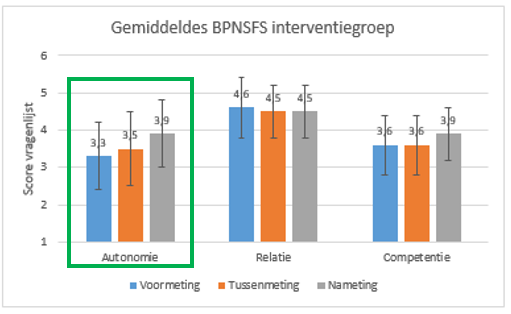 Gemiddeldes BPNSFS interventiegroep
6
5
4
3
2
1
Score vragenlijst
3,3
3,5
3,9
4,6
4,5
4,5
3,6
3,6
3,9
Autonomie
Relatie
Competentie
Voormeting
Tussenmeting
Nameting